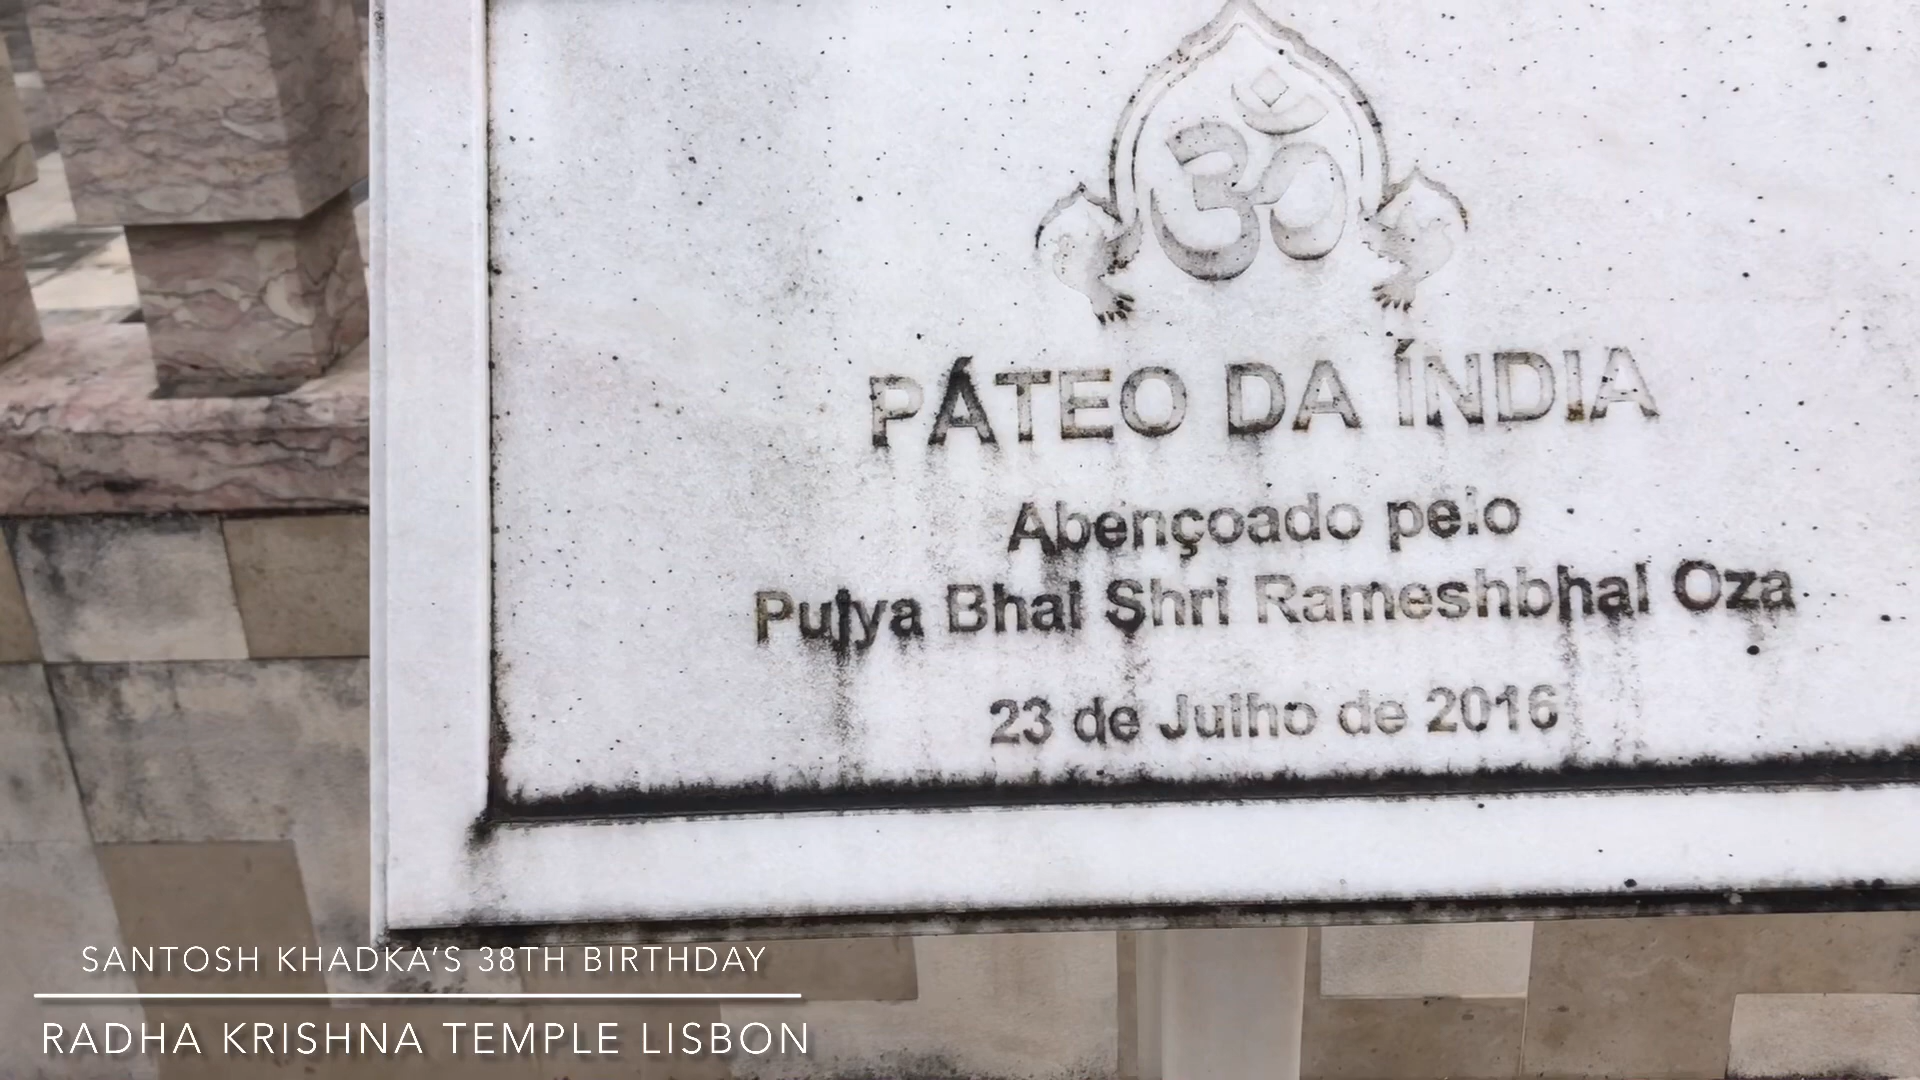 ॐ
PÁTEO DA ÍNDIA
Abençoado pelo
Pujya Bhai Shri Rameshbhai Oza
23 de Julho de 2016
SANTOSH KHADKA'S 38TH BIRTHDAY
RADHA KRISHNA TEMPLE LISBON